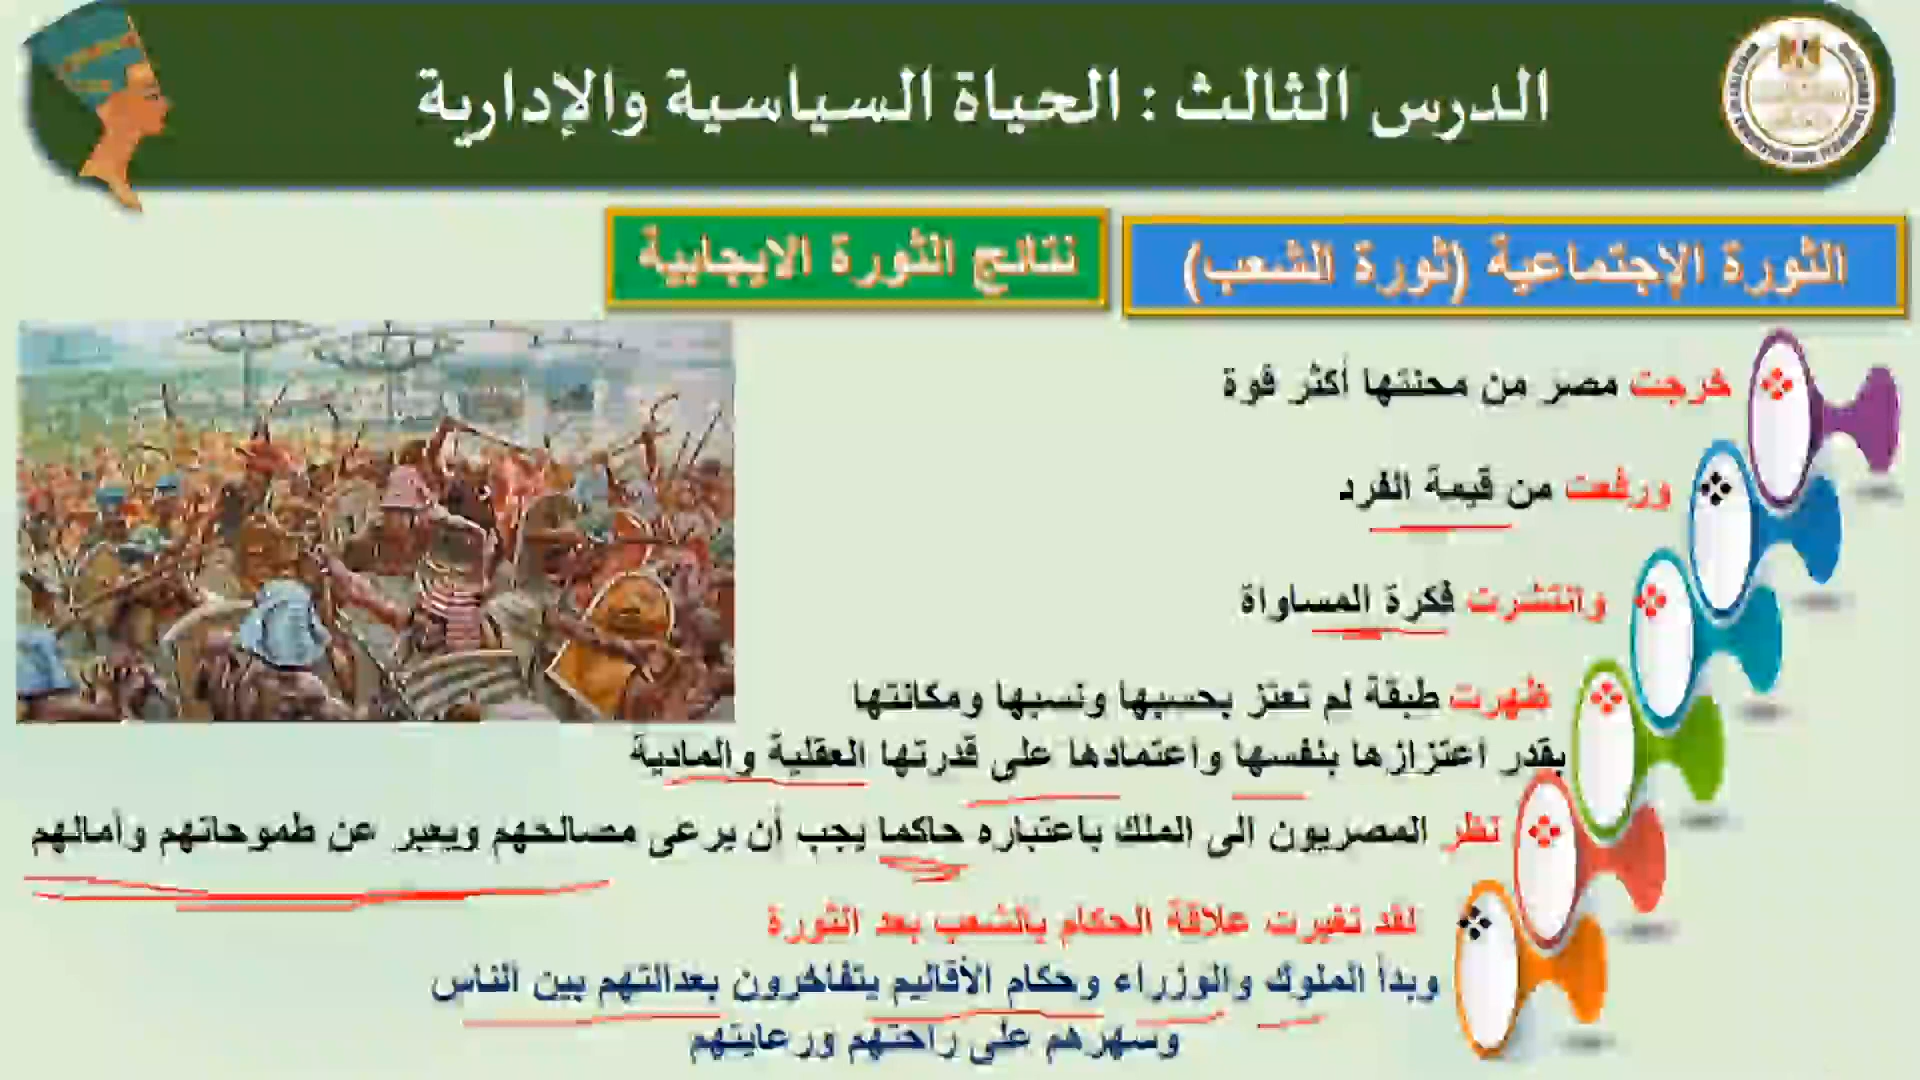 الدرس الثالث : الحياة السياسية والإدارية
الثورة الإجتماعية (ثورة الشعب)
نتائج الثورة الايجابية
خرجت مصر من محنتها أكثر قوة
ورفعت من قيمة الفرد
وانتشرت فكرة المساواة
ظهرت طبقة لم تعتز بحسبها ونسبها ومكانتها
بقدر اعتزازها بنفسها واعتمادها على قدرتها العقلية والمادية
نظر المصريون الى الملك باعتباره حاكما يجب أن يرعى مصالحهم ويعبر عن طموحاتهم وأمالهم
لقد تغيرت علاقة الحكام بالشعب بعد الثورة
وبدأ الملوك والوزراء وحكام الأقاليم يتفاخرون بعدالتهم بين الناس
وسهرهم على راحتهم ورعايتهم